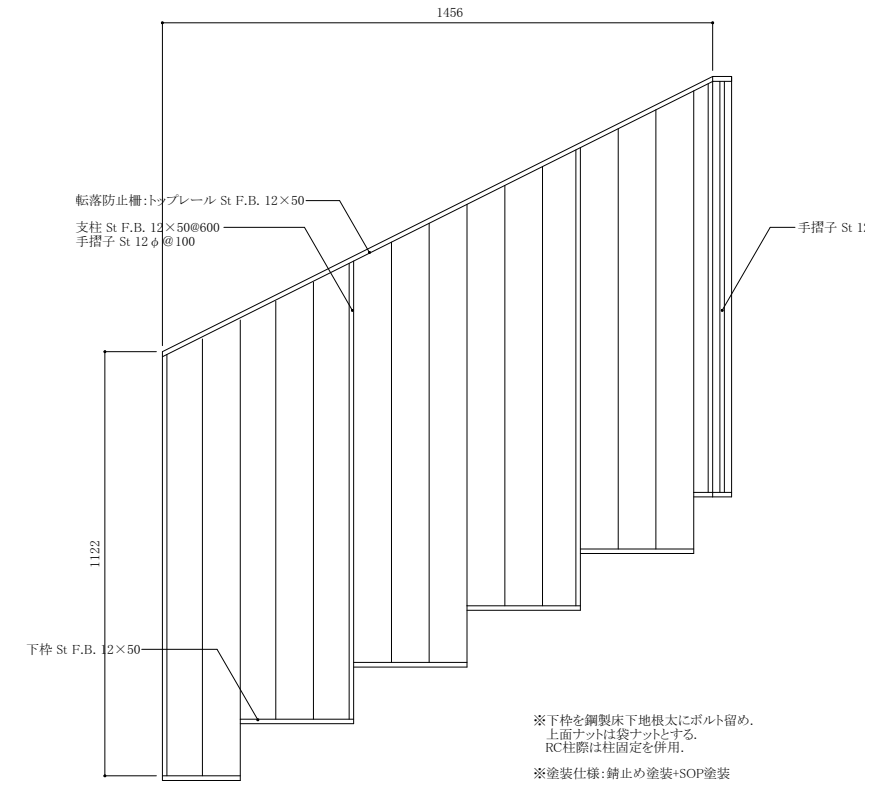 1456
転落防止柵:トップレール St F.B. 12×50
支柱 St F.B. 12×50@600
手摺子 St 12φ@100
手摺子 St 12
1122
下枠 St F.B. 12×50
※下枠を鋼製床下地根太にボルト留め.
上面ナットは袋ナットとする.
RC柱際は柱固定を併用.
※塗装仕様:錆止め塗装+SOP塗装